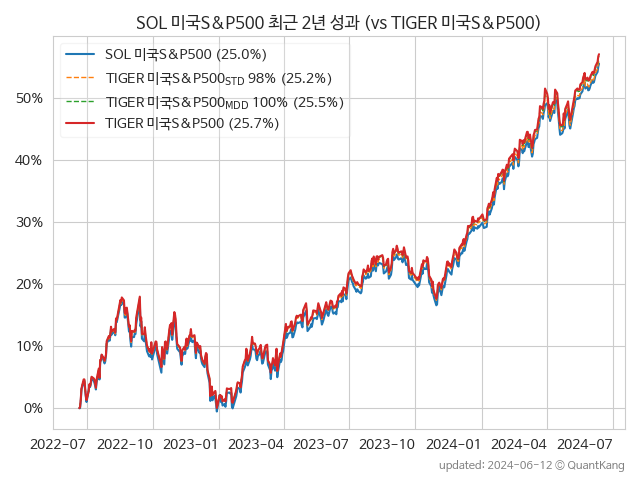 SOL 미국S&P500 최근 2년 성과 (vs TIGER 미국S&P500)
SOL 미국S&P500 (25.0%)
TIGER 미국S&P500STD 98% (25.2%)
TIGER 미국S&P500MDD 100% (25.5%)
TIGER 미국S&P500 (25.7%)
50%
40%
30%
20%
10%
0%
2022-07 2022-10 2023-01 2023-04 2023-07 2023-10 2024-01 2024-04 2024-07
updated: 2024-06-12 © QuantKang